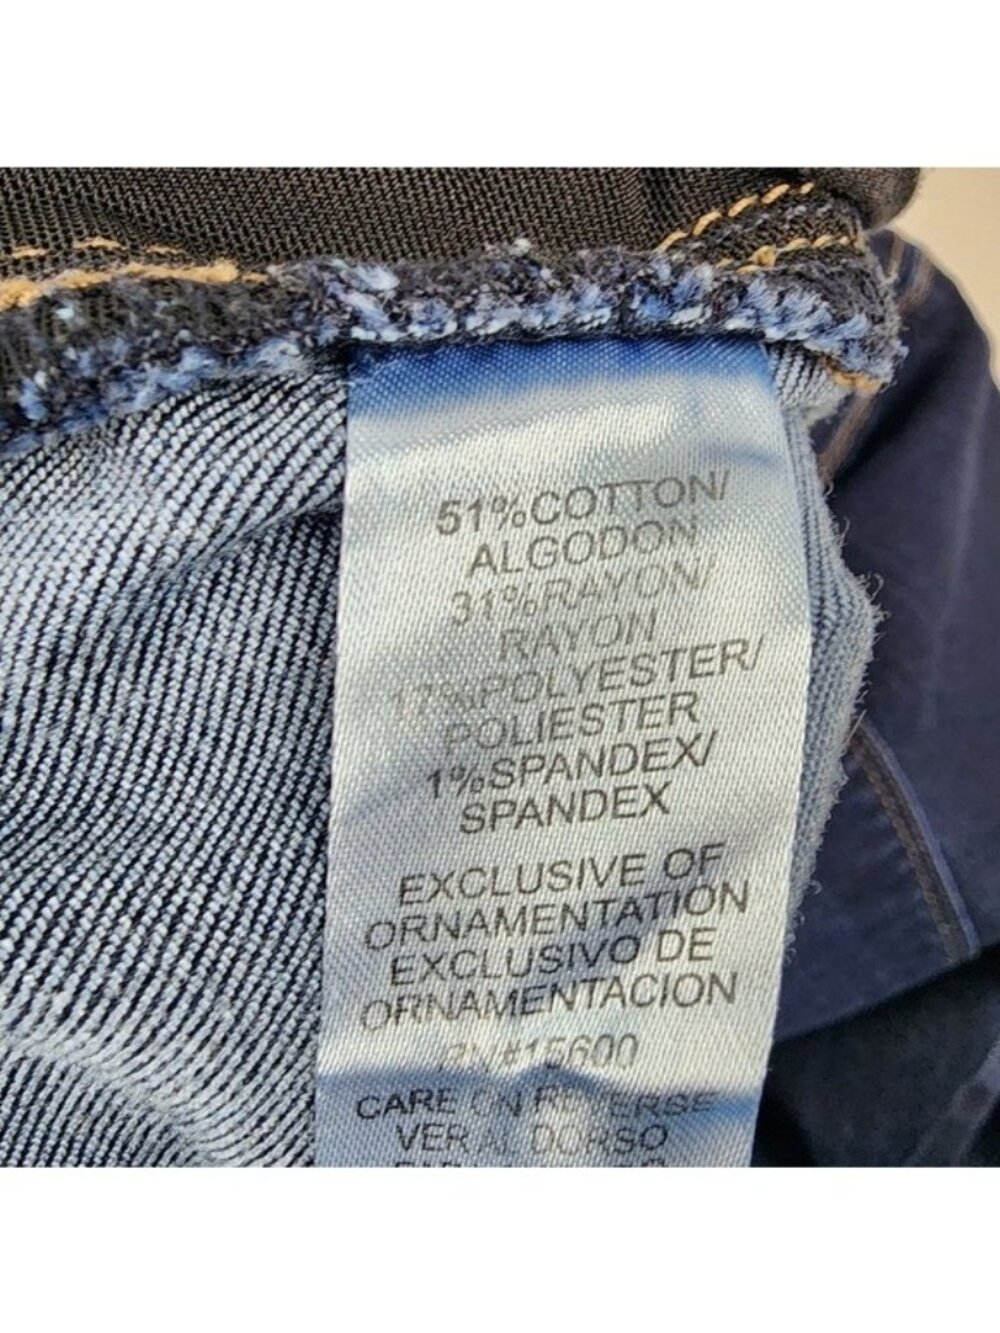 51%COTTON/
ALGODON
31%RAYON/
RAYON
17%POLYESTER/
POLIESTER
1%SPANDEX/
SPANDEX
EXCLUSIVE OF
ORNAMENTATION
EXCLUSIVO DE
ORNAMENTACION
#15600
CARE ON REVERSE
VER AL DORSO